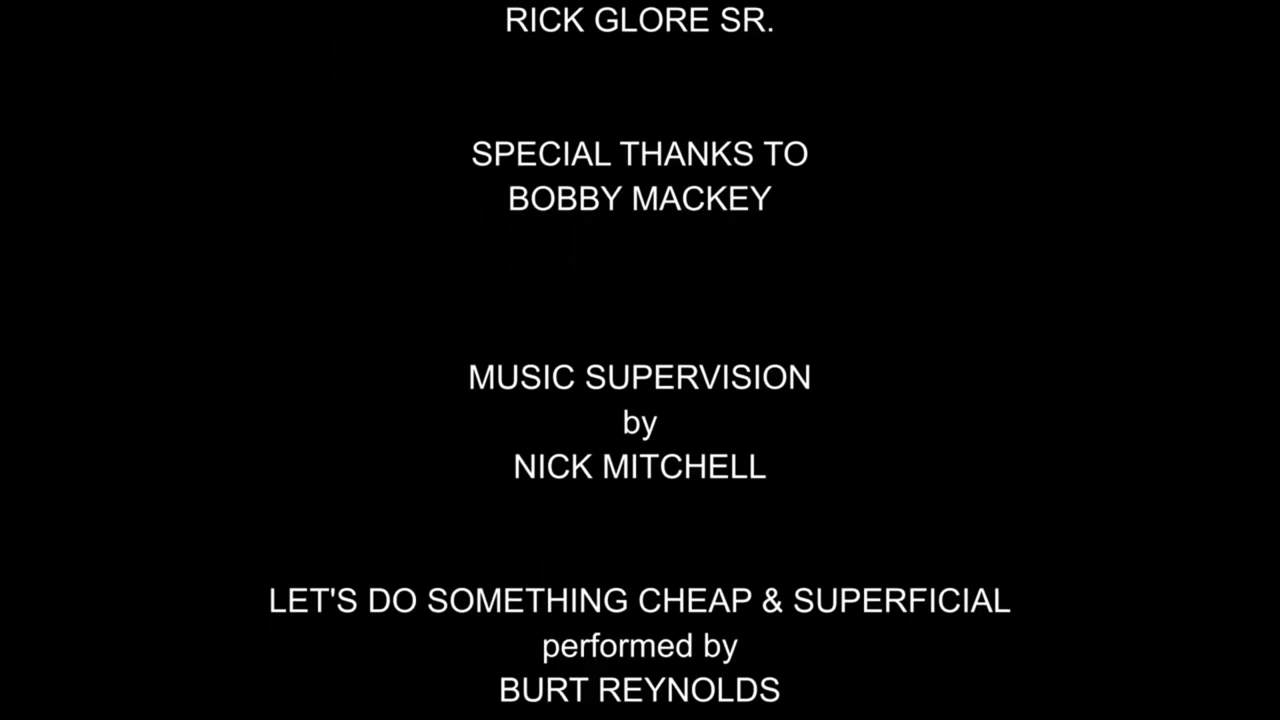 RICK GLORE SR.
SPECIAL THANKS TO
BOBBY MACKEY
MUSIC SUPERVISION
by
NICK MITCHELL
LET'S DO SOMETHING CHEAP & SUPERFICIAL
performed by
BURT REYNOLDS